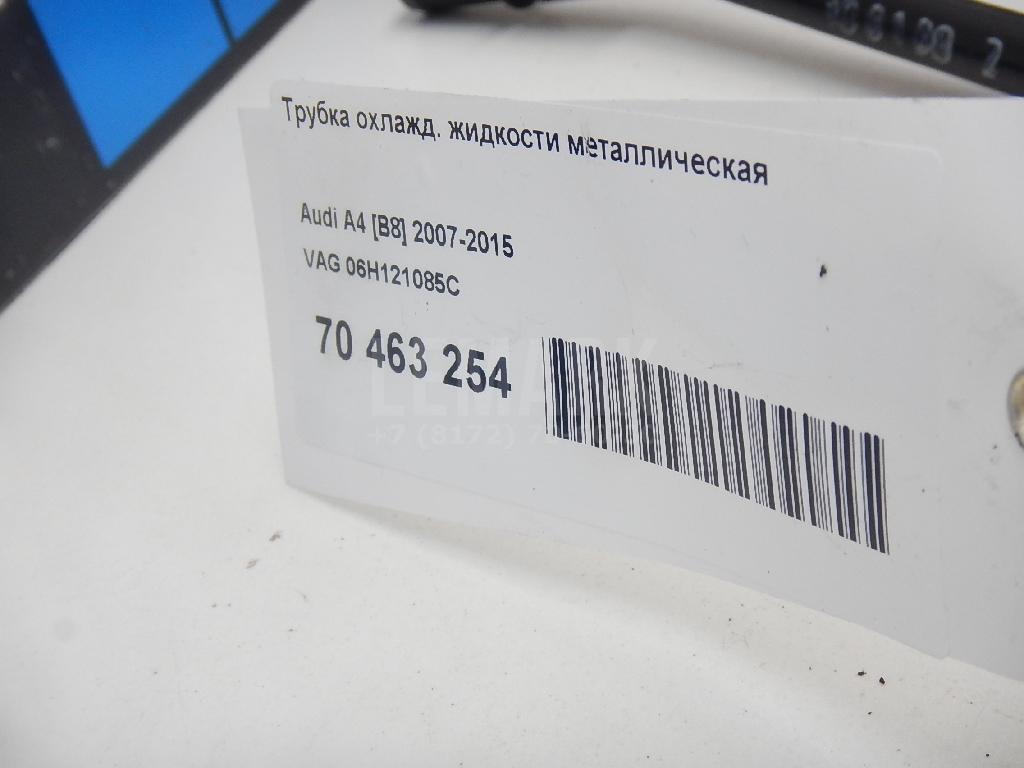 Трубка охлажд. жидкости металлическая
Audi A4 [B8] 2007-2015
VAG 06H121085C
70 463 254